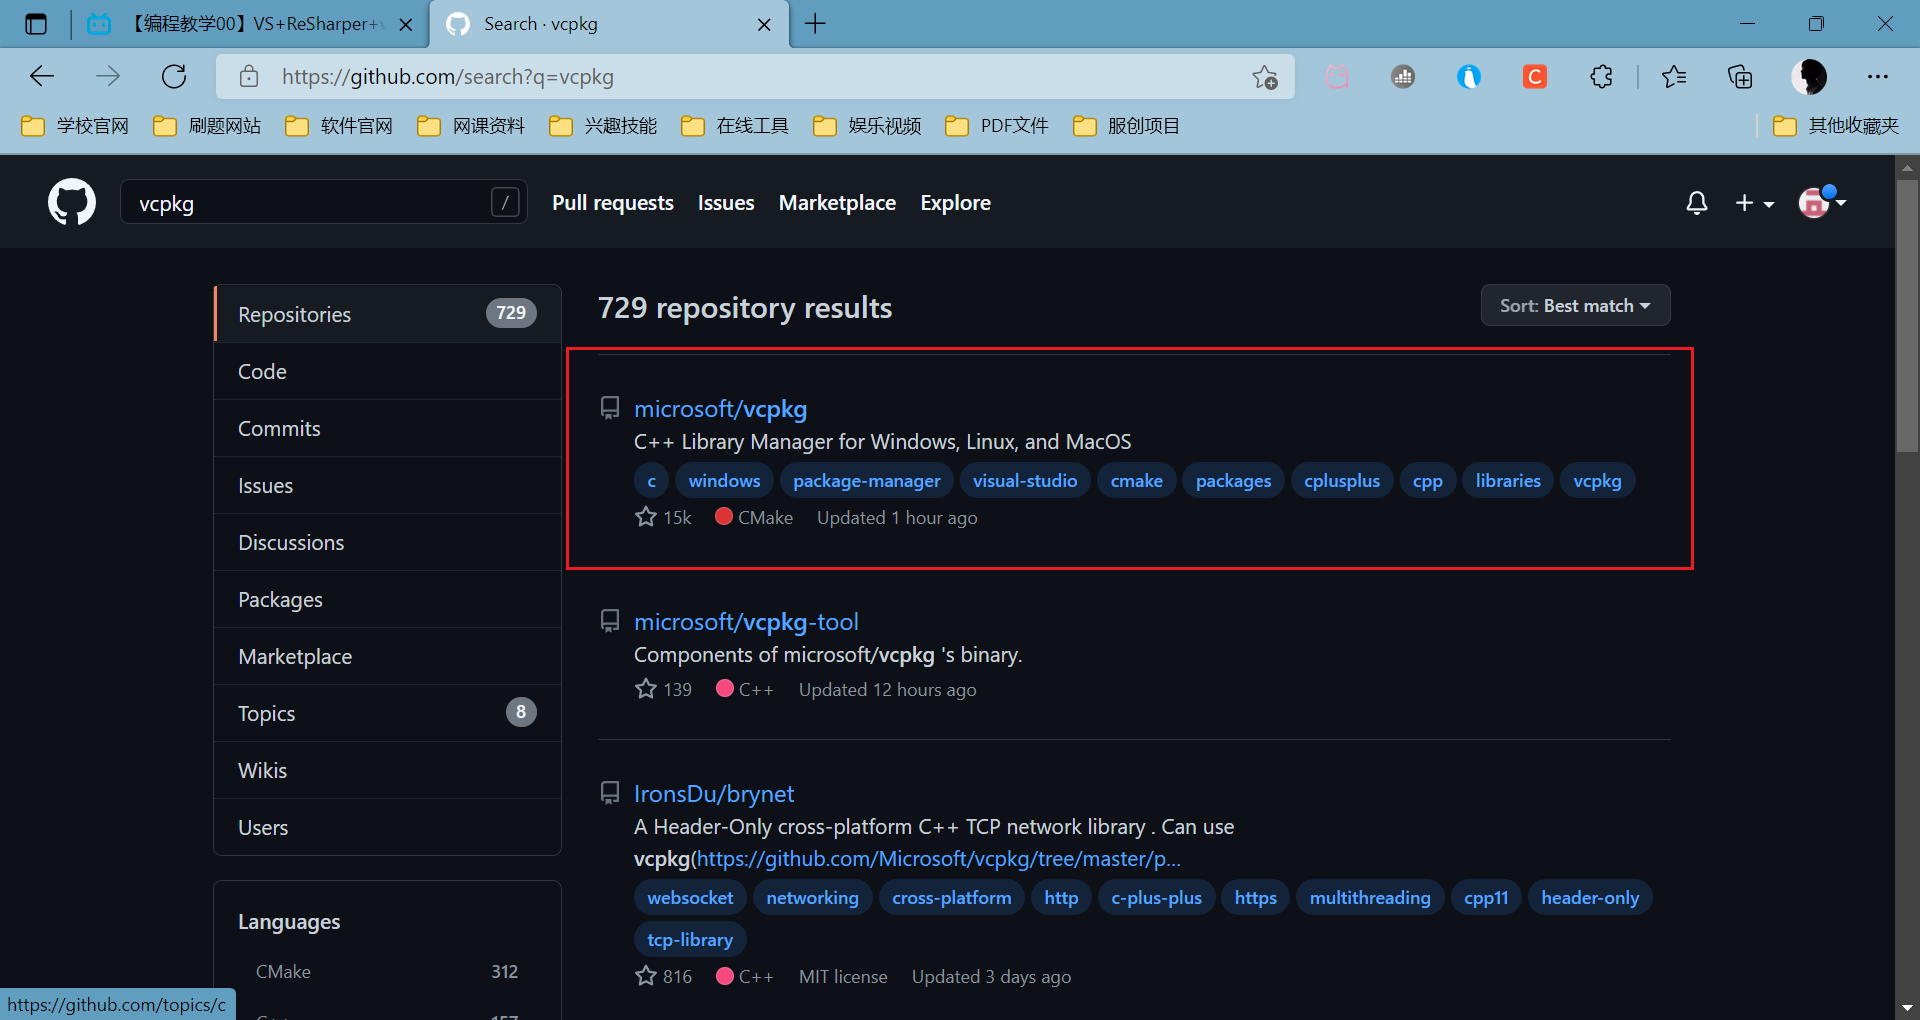 【编程教学00】VS+ReSharper+
Search · vcpkg
https://github.com/search?q=vcpkg
学校官网
刷题网站
软件官网
网课资料
兴趣技能
在线工具
娱乐视频
PDF文件
服创项目
其他收藏夹
vcpkg
/
Pull requests
Issues
Marketplace
Explore
Repositories
729
Code
Commits
Issues
Discussions
Packages
Marketplace
Topics
8
Wikis
Users
Languages
CMake
312
729 repository results
Sort: Best match
microsoft/vcpkg
C++ Library Manager for Windows, Linux, and MacOS
c windows package-manager visual-studio cmake packages cplusplus cpp libraries vcpkg
15k CMake Updated 1 hour ago
microsoft/vcpkg-tool
Components of microsoft/vcpkg 's binary.
139 C++ Updated 12 hours ago
IronsDu/brynet
A Header-Only cross-platform C++ TCP network library . Can use
vcpkg(https://github.com/Microsoft/vcpkg/tree/master/p...
websocket networking cross-platform http c-plus-plus https multithreading cpp11 header-only
tcp-library
816 C++ MIT license Updated 3 days ago
https://github.com/topics/c